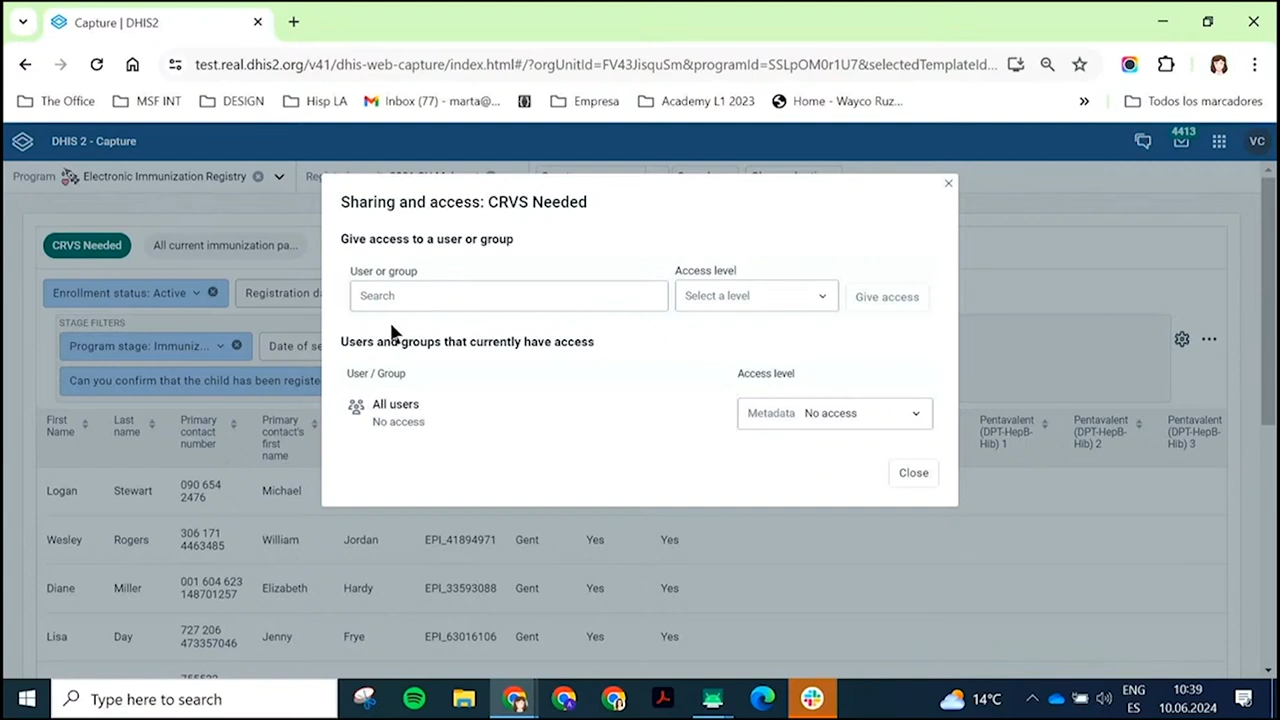 Capture | DHIS2
test.real.dhis2.org/v41/dhis-web-capture/index.html#/?orgUnitId=FV43JisquSm&programId=SSLpOM0r1U7&selectedTemplateId...
The Office
MSF INT
DESIGN
Hisp LA
Inbox (77) - marta@...
Empresa
Academy L1 2023
Home - Wayco Ruz...
Todos los marcadores
DHIS 2 - Capture
4413
VC
Program
Electronic Immunization Registry
Sharing and access: CRVS Needed
Give access to a user or group
CRVS Needed
All current immunization pa...
User or group
Access level
Search
Select a level
Give access
Enrollment status: Active
Registration da
STAGE FILTERS
Program stage: Immuniz...
Date of se
Users and groups that currently have access
User / Group
Access level
Can you confirm that the child has been registe
All users
No access
Metadata No access
First Name
Last name
Primary contact number
Primary contact's first name
Pentavalent (DPT-HepB-Hib) 1
Pentavalent (DPT-HepB-Hib) 2
Pentavalent (DPT-HepB-Hib) 3
Close
Logan Stewart 090 654 2476 Michael
Wesley Rogers 306 171 4463485 William Jordan EPI_41894971 Gent Yes Yes
Diane Miller 001 604 623 148701257 Elizabeth Hardy EPI_33593088 Gent Yes Yes
Lisa Day 727 206 473357046 Jenny Frye EPI_63016106 Gent Yes Yes
Type here to search
14°C
ENG
ES
10:39
10.06.2024